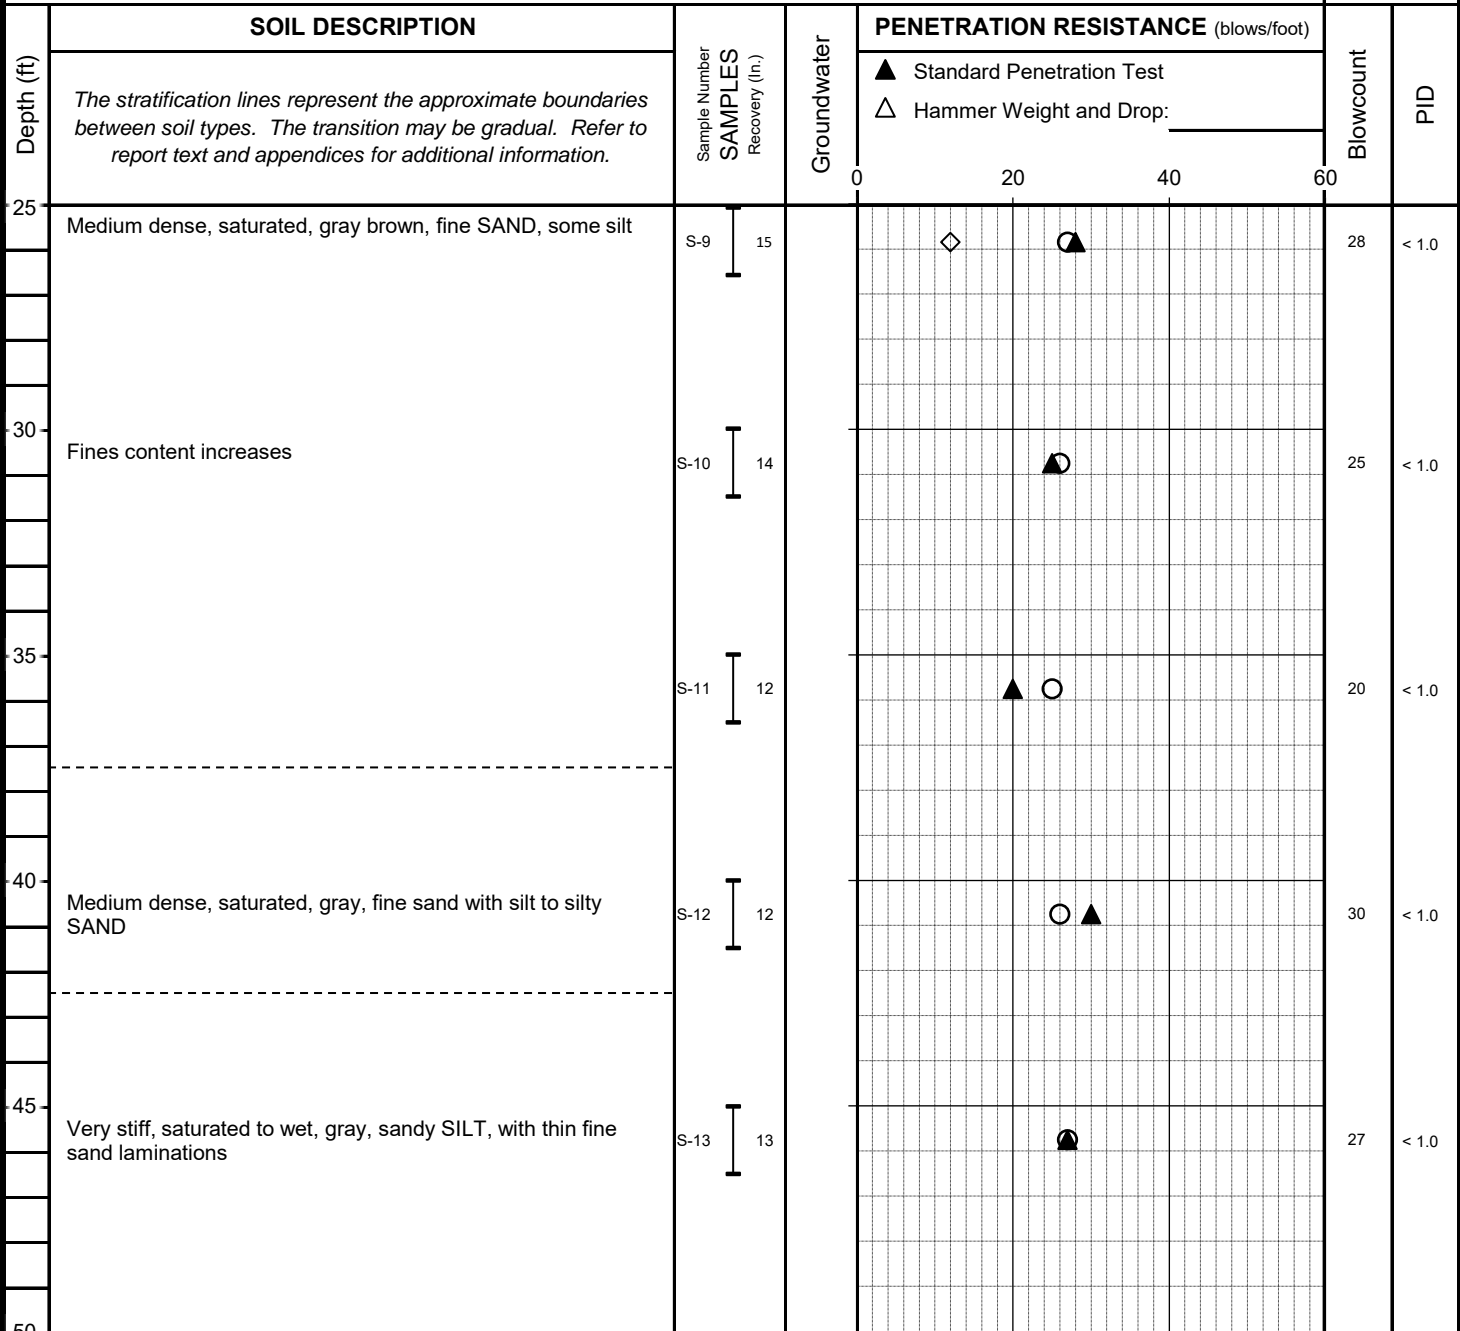 Depth (ft)
SOIL DESCRIPTION
The stratification lines represent the approximate boundaries
between soil types. The transition may be gradual. Refer to
report text and appendices for additional information.
Sample Number
SAMPLES
Recovery (In.)
Groundwater
PENETRATION RESISTANCE (blows/foot)
Standard Penetration Test
Hammer Weight and Drop:
0 20 40 60
Blowcount
PID
25
Medium dense, saturated, gray brown, fine SAND, some silt
S-9 15 28 < 1.0
30
Fines content increases
S-10 14 25 < 1.0
35
S-11 12 20 < 1.0
40
Medium dense, saturated, gray, fine sand with silt to silty
SAND
S-12 12 30 < 1.0
45
Very stiff, saturated to wet, gray, sandy SILT, with thin fine
sand laminations
S-13 13 27 < 1.0
50